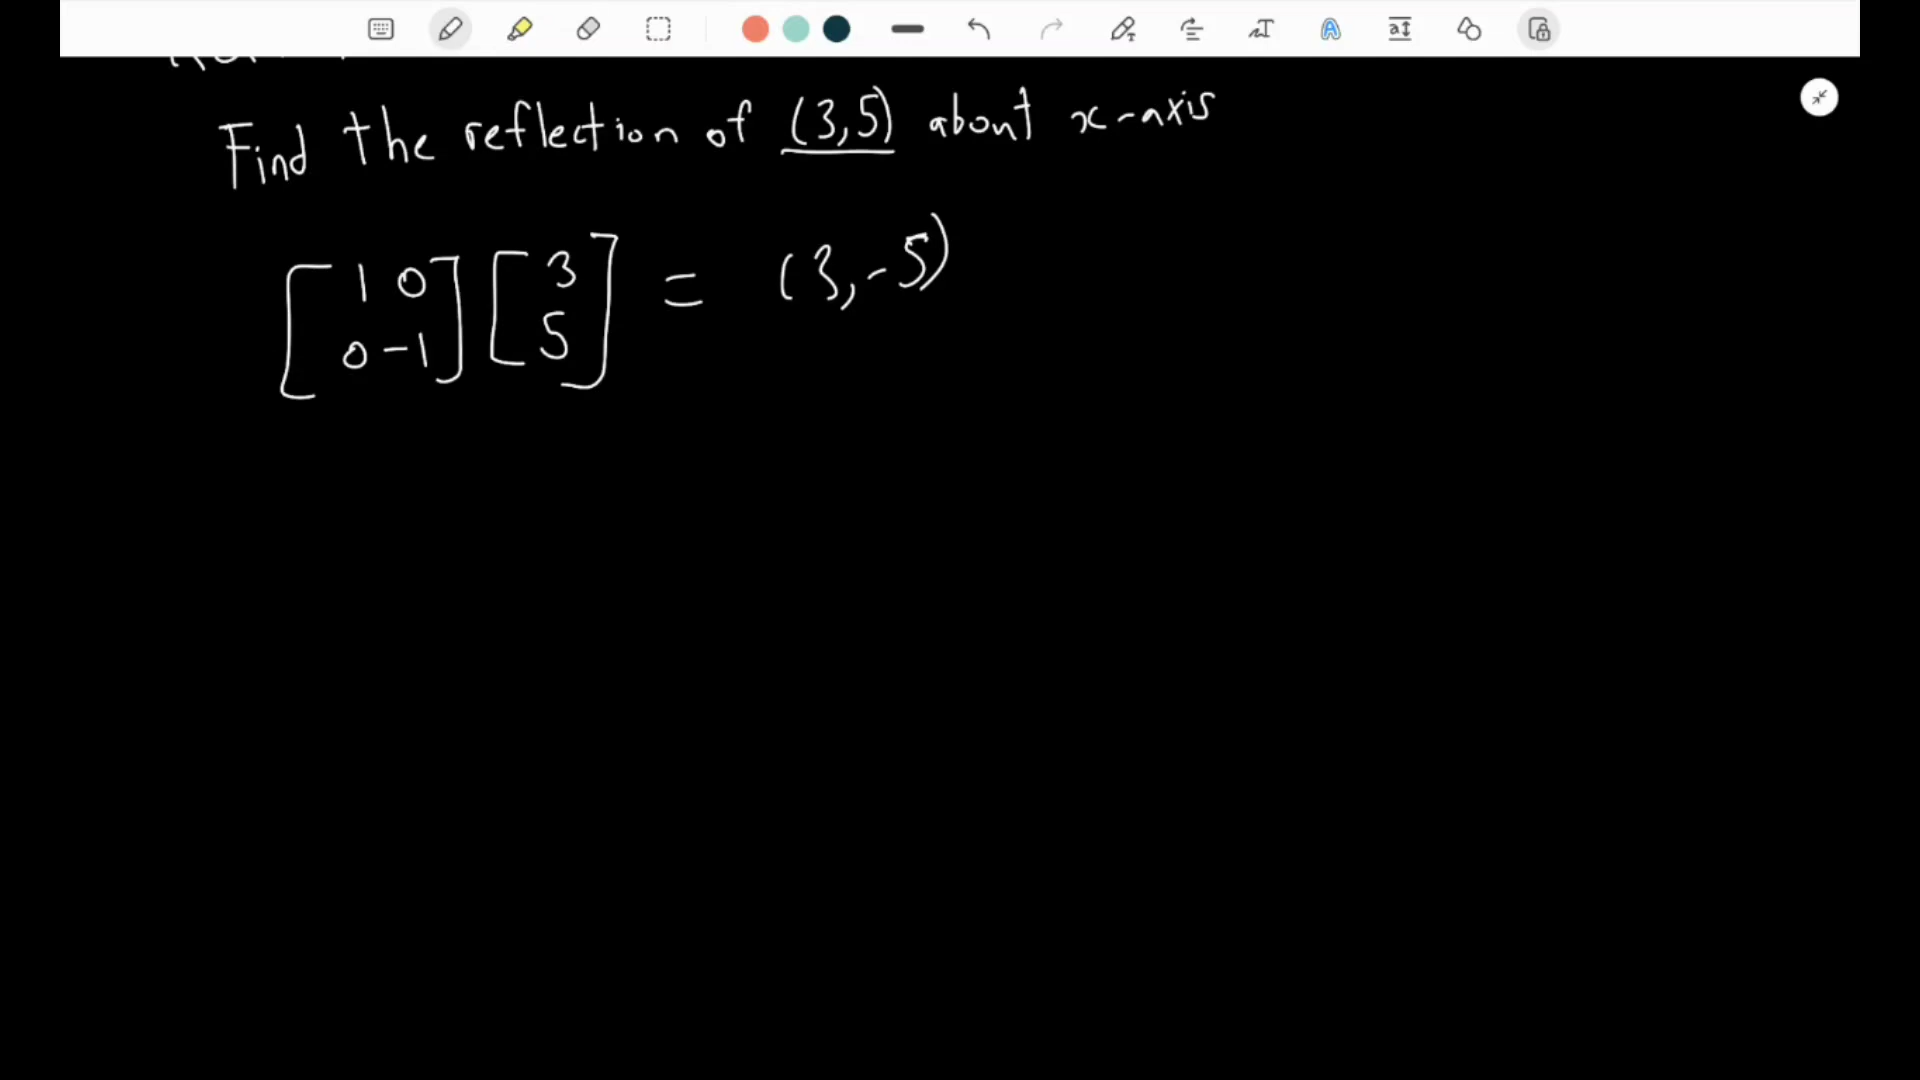 Find the reflection of (3,5) about x-axis
[1 0
0 -1] [3
5] = (3,-5)